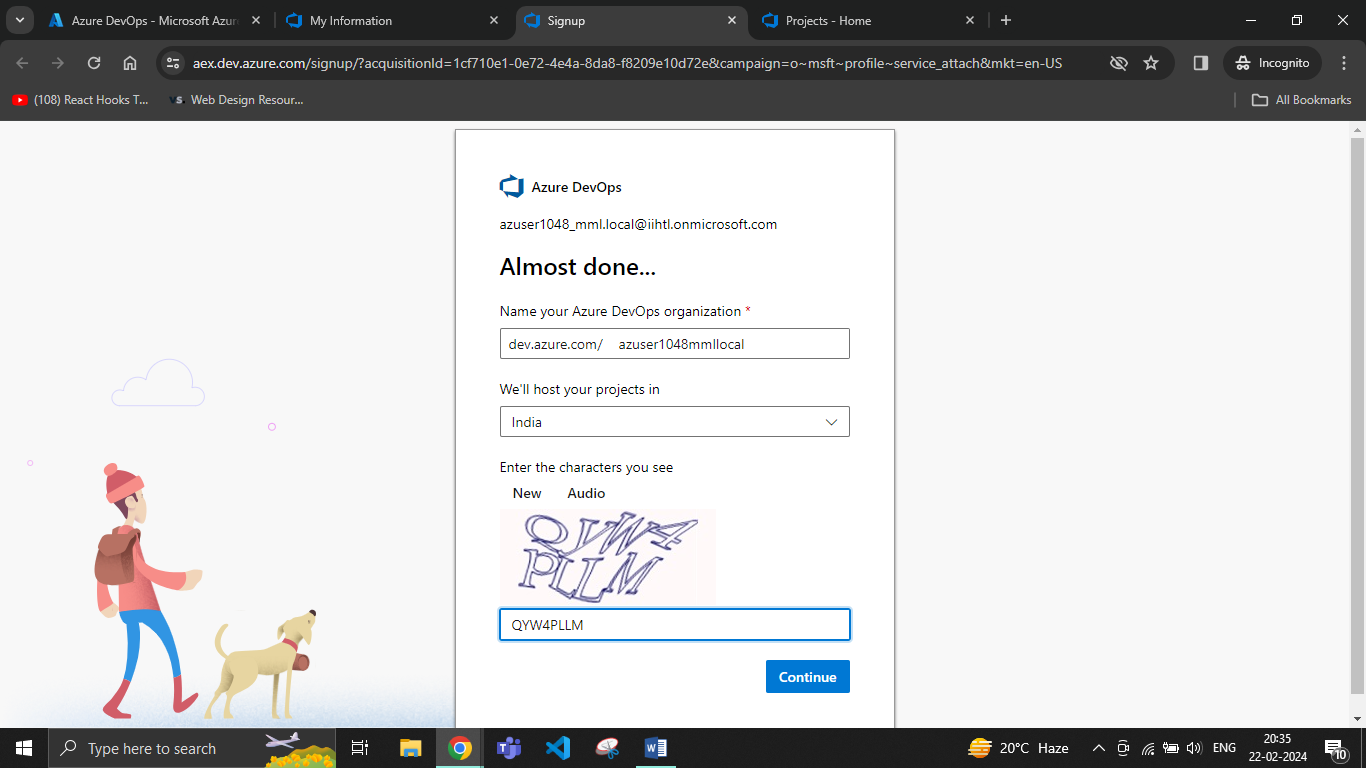 Azure DevOps - Microsoft Azur
My Information
Signup
Projects - Home
aex.dev.azure.com/signup/?acquisitionId=1cf710e1-0e72-4e4a-8da8-f8209e10d72e&campaign=o~msft~profile~service_attach&mkt=en-US
Incognito
(108) React Hooks T...
VS.
Web Design Resour...
All Bookmarks
Azure DevOps
azuser1048_mml.local@iihtl.onmicrosoft.com
Almost done...
Name your Azure DevOps organization *
dev.azure.com/ azuser1048mmllocal
We'll host your projects in
India
Enter the characters you see
New Audio
QYW4
PLLM
QYW4PLLM
Continue
Type here to search
20°C Haze
ENG
20:35
22-02-2024
10